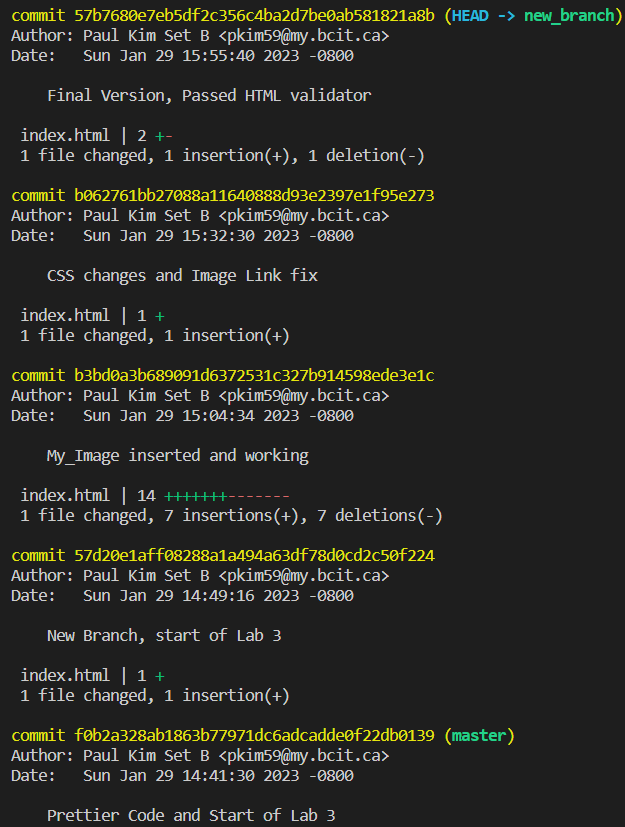 commit 57b7680e7eb5df2c356c4ba2d7be0ab581821a8b (HEAD -> new_branch)
Author: Paul Kim Set B <pkim59@my.bcit.ca>
Date:   Sun Jan 29 15:55:40 2023 -0800
Final Version, Passed HTML validator
index.html | 2 +-
1 file changed, 1 insertion(+), 1 deletion(-)
commit b062761bb27088a11640888d93e2397e1f95e273
Author: Paul Kim Set B <pkim59@my.bcit.ca>
Date:   Sun Jan 29 15:32:30 2023 -0800
CSS changes and Image Link fix
index.html | 1 +
1 file changed, 1 insertion(+)
commit b3bd0a3b689091d6372531c327b914598ede3e1c
Author: Paul Kim Set B <pkim59@my.bcit.ca>
Date:   Sun Jan 29 15:04:34 2023 -0800
My_Image inserted and working
index.html | 14 +++++++-------
1 file changed, 7 insertions(+), 7 deletions(-)
commit 57d20e1aff08288a1a494a63df78d0cd2c50f224
Author: Paul Kim Set B <pkim59@my.bcit.ca>
Date:   Sun Jan 29 14:49:16 2023 -0800
New Branch, start of Lab 3
index.html | 1 +
1 file changed, 1 insertion(+)
commit f0b2a328ab1863b77971dc6adcadde0f22db0139 (master)
Author: Paul Kim Set B <pkim59@my.bcit.ca>
Date:   Sun Jan 29 14:41:30 2023 -0800
Prettier Code and Start of Lab 3